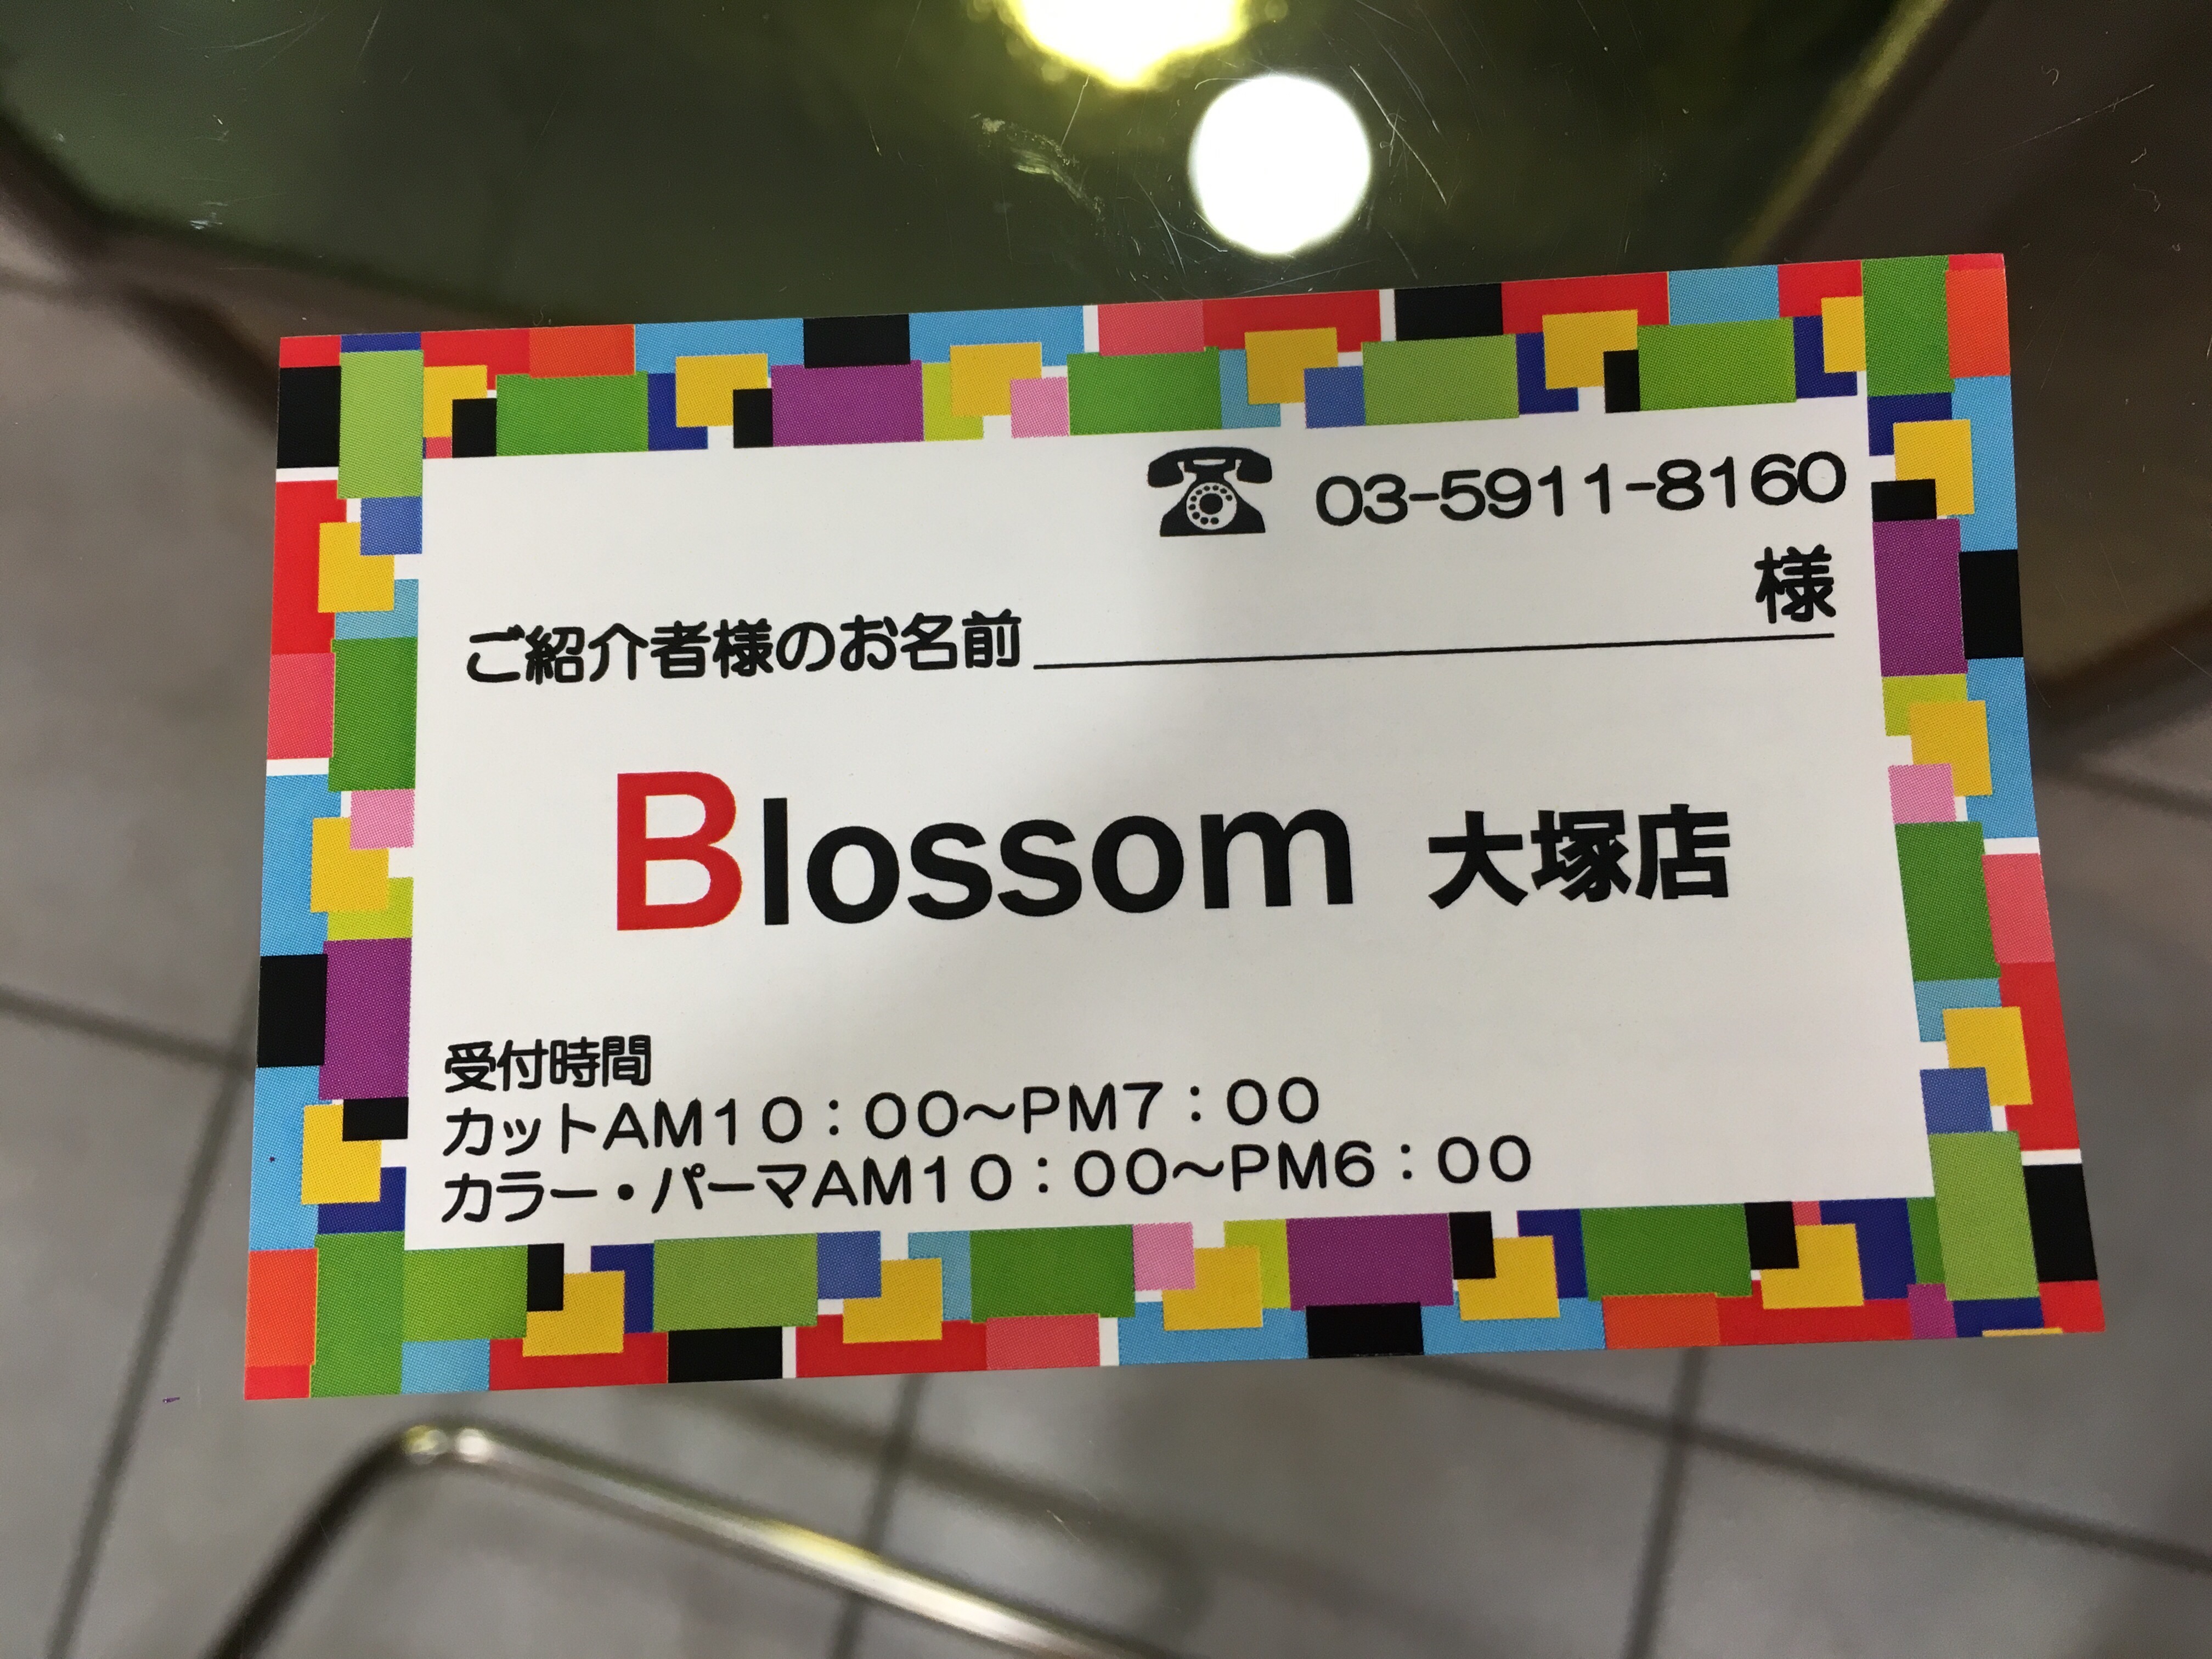 ☎ 03-5911-8160
ご紹介者様のお名前 様
Blossom 大塚店
受付時間
カットAM10：00～PM7：00
カラー・パーマAM10：00～PM6：00